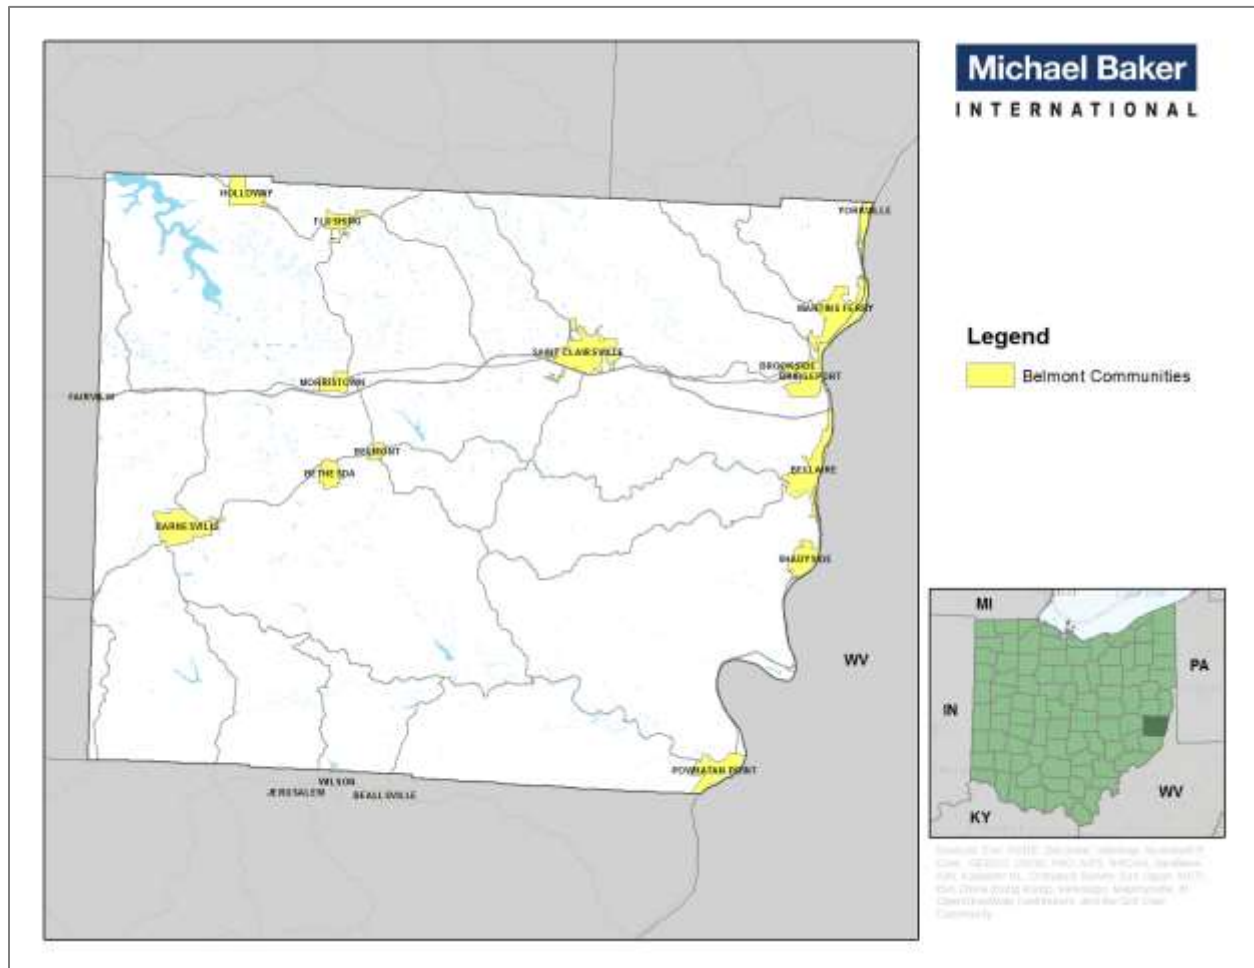 Michael Baker
INTERNATIONAL
HOLLOWAY
FLUSHING
YORKVILLE
MARTINS FERRY
SAINT CLAIRSVILLE
BROOKSIDE
BRIDGEPORT
MORRISTOWN
FAIRVIEW
BELMONT
BETHESDA
BELLAIRE
BARNESVILLE
SHADYSIDE
WV
POWHATAN POINT
WILSON
JERUSALEM
BEALLSVILLE
Legend
Belmont Communities
MI
PA
IN
WV
KY
Community